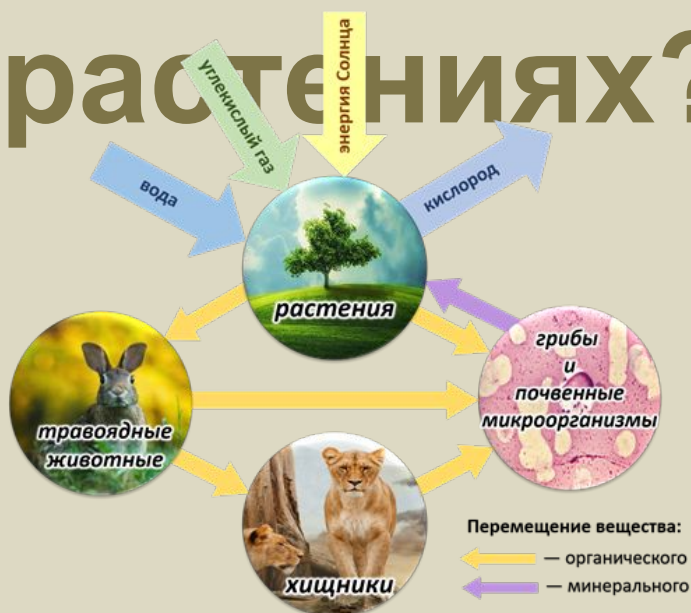 растениях?
углекислый газ
энергия Солнца
вода
кислород
растения
грибы
и
почвенные
микроорганизмы
травоядные
животные
хищники
Перемещение вещества:
— органического
— минерального